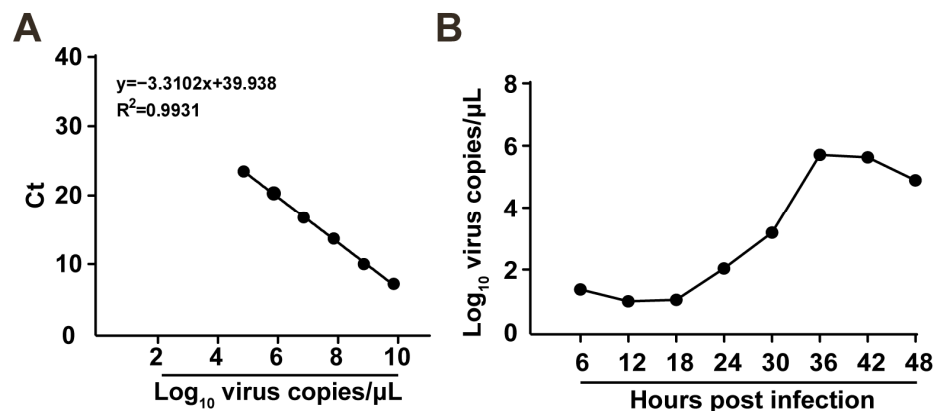 A
40
30
20
10
0
Ct
y=−3.3102x+39.938
R²=0.9931
2 4 6 8 10
Log₁₀ virus copies/μL
B
8
6
4
2
0
Log₁₀ virus copies/μL
6 12 18 24 30 36 42 48
Hours post infection